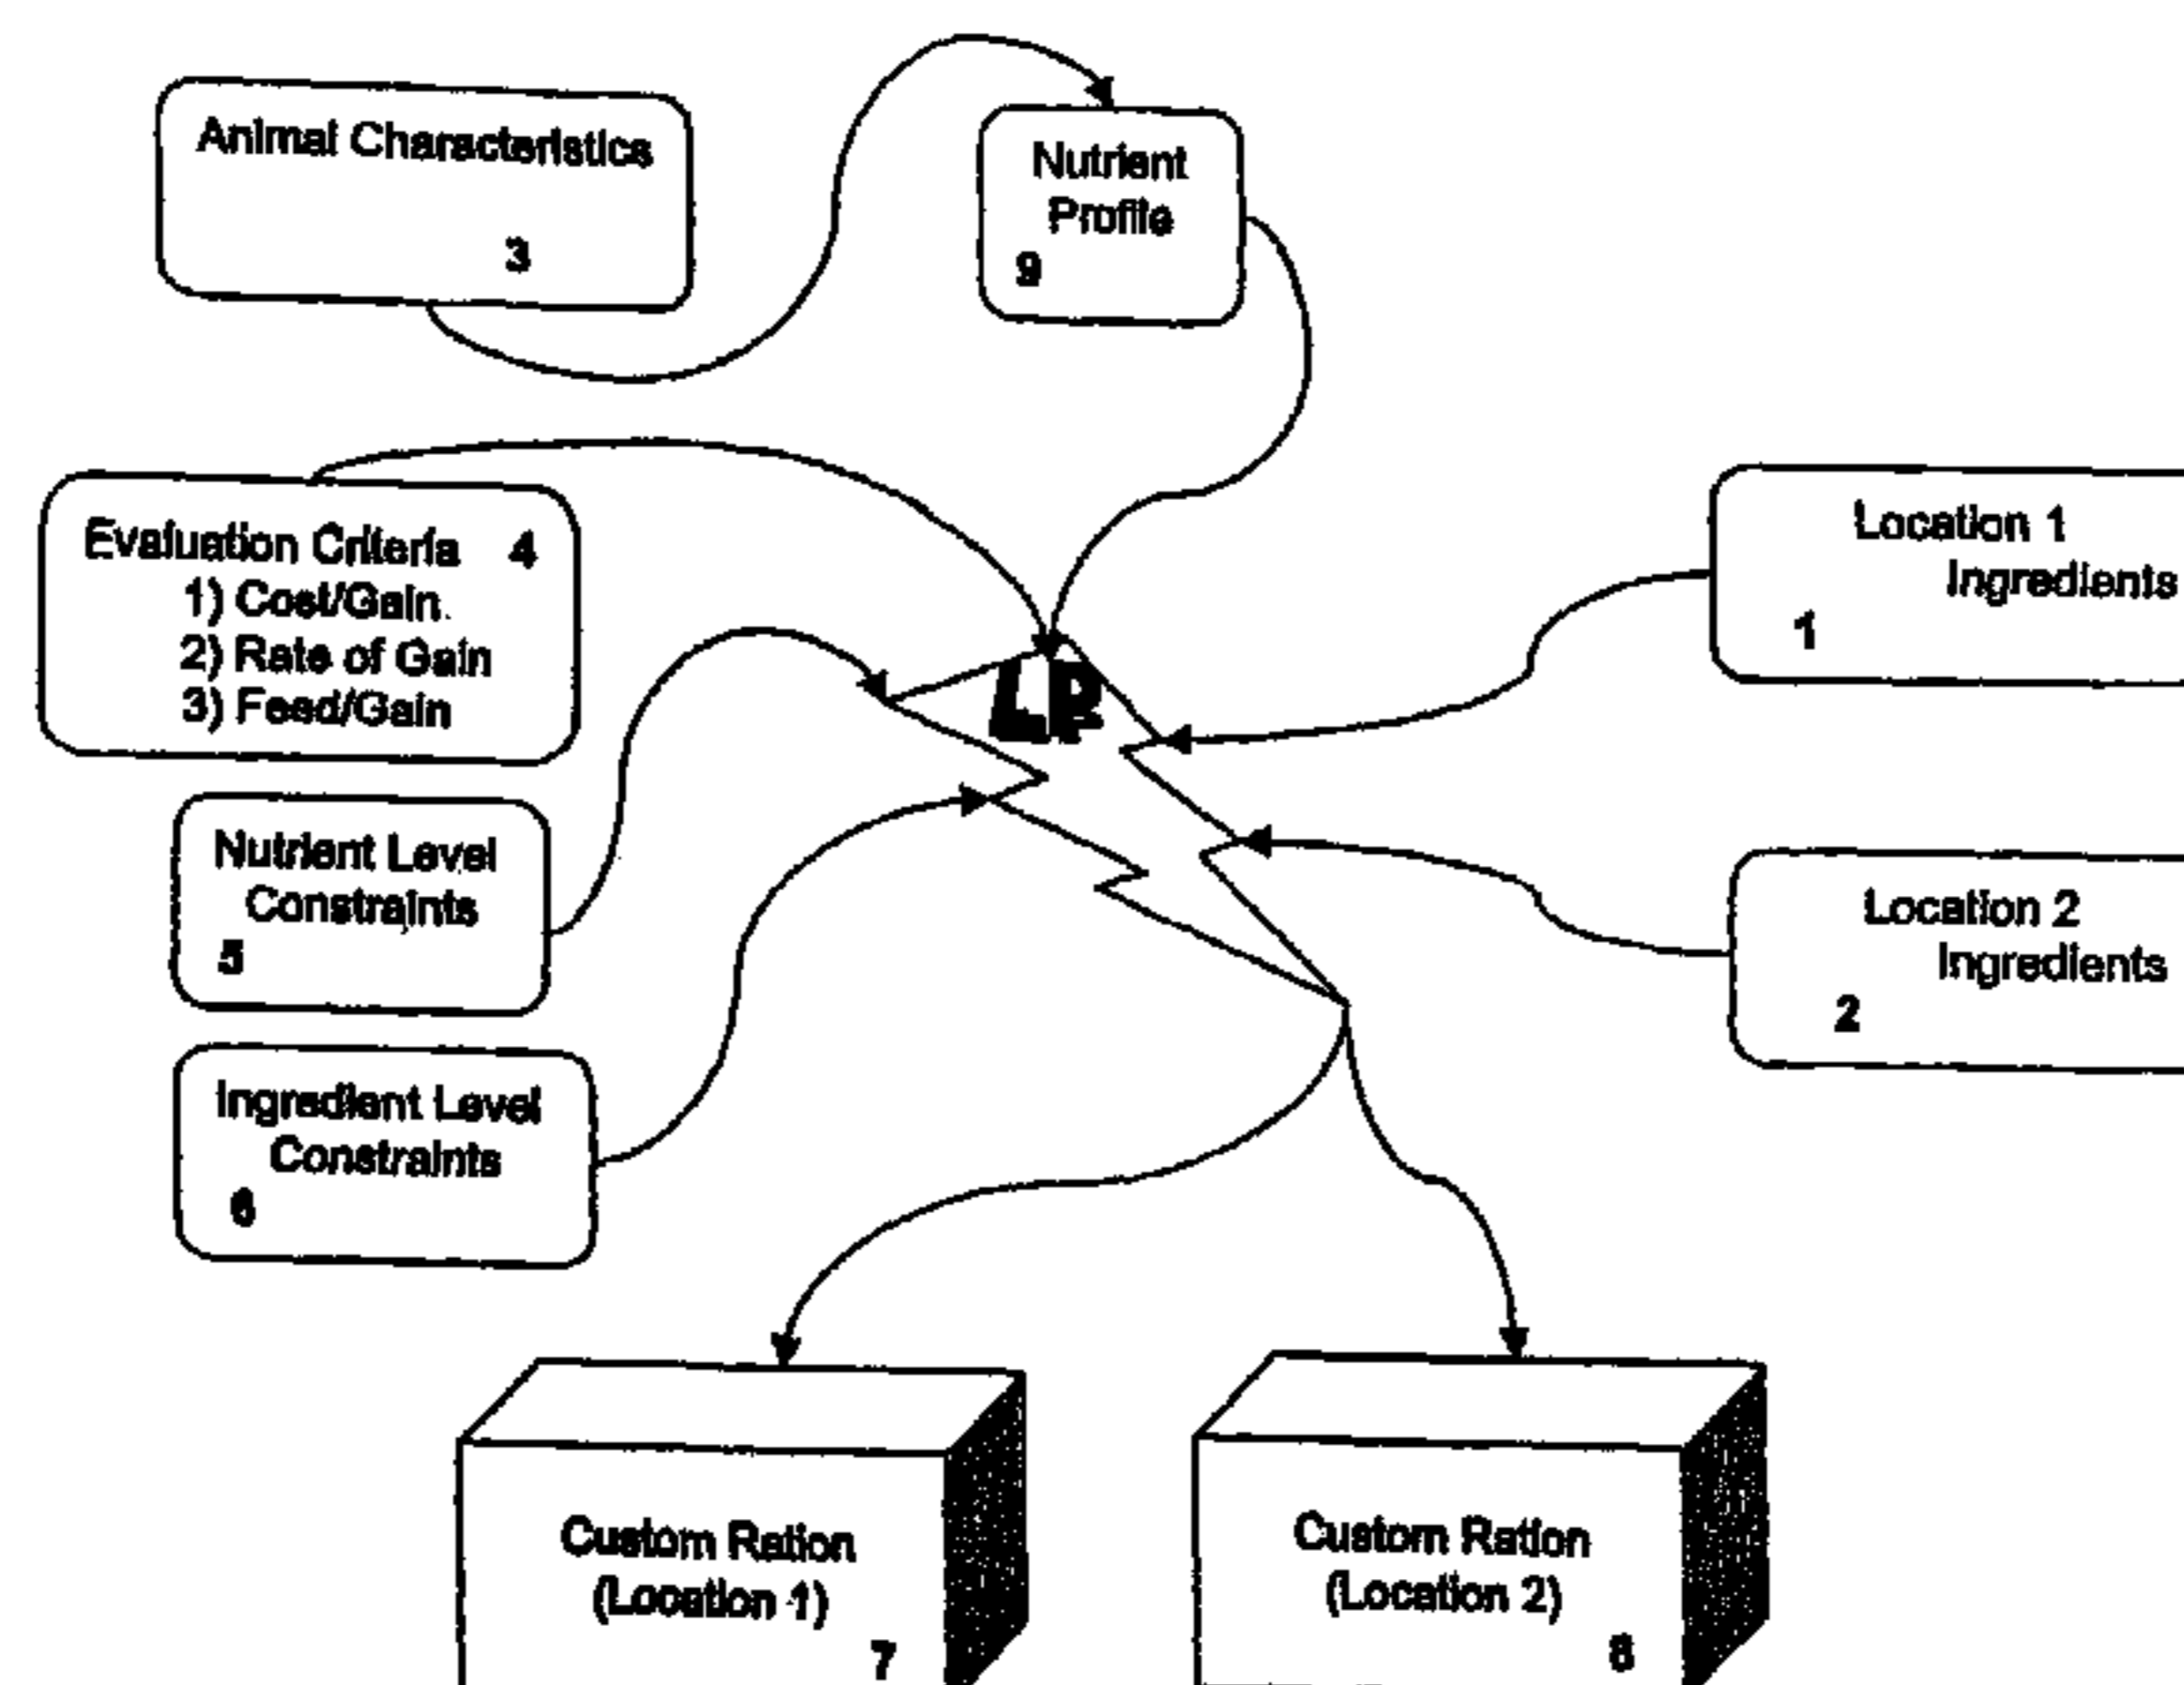 Animal Characteristics
3
Nutrient
Profile
9
Evaluation Criteria 4
1) Cost/Gain
2) Rate of Gain
3) Feed/Gain
Location 1
Ingredients
1
LP
Nutrient Level
Constraints
5
Location 2
Ingredients
2
Ingredient Level
Constraints
6
Custom Ration
(Location 1)
7
Custom Ration
(Location 2)
8